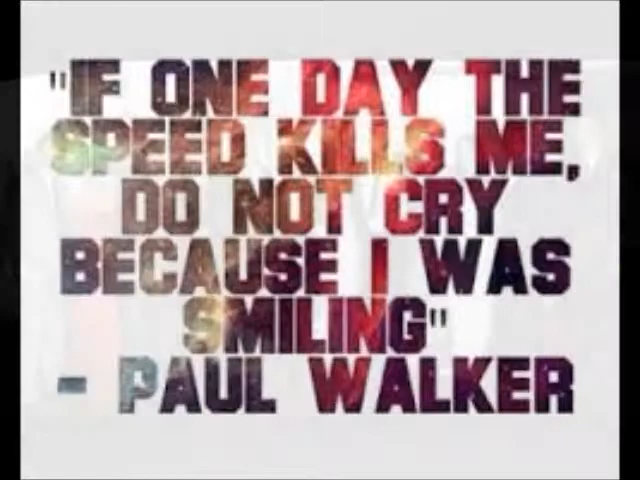 "IF ONE DAY THE
SPEED KILLS ME,
DO NOT CRY
BECAUSE I WAS
SMILING"
- PAUL WALKER